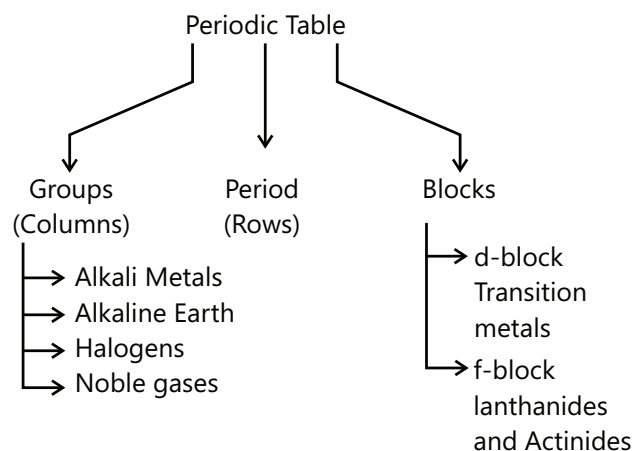 Periodic Table
Groups
(Columns)
Period
(Rows)
Blocks
Alkali Metals
Alkaline Earth
Halogens
Noble gases
d-block
Transition
metals
f-block
lanthanides
and Actinides